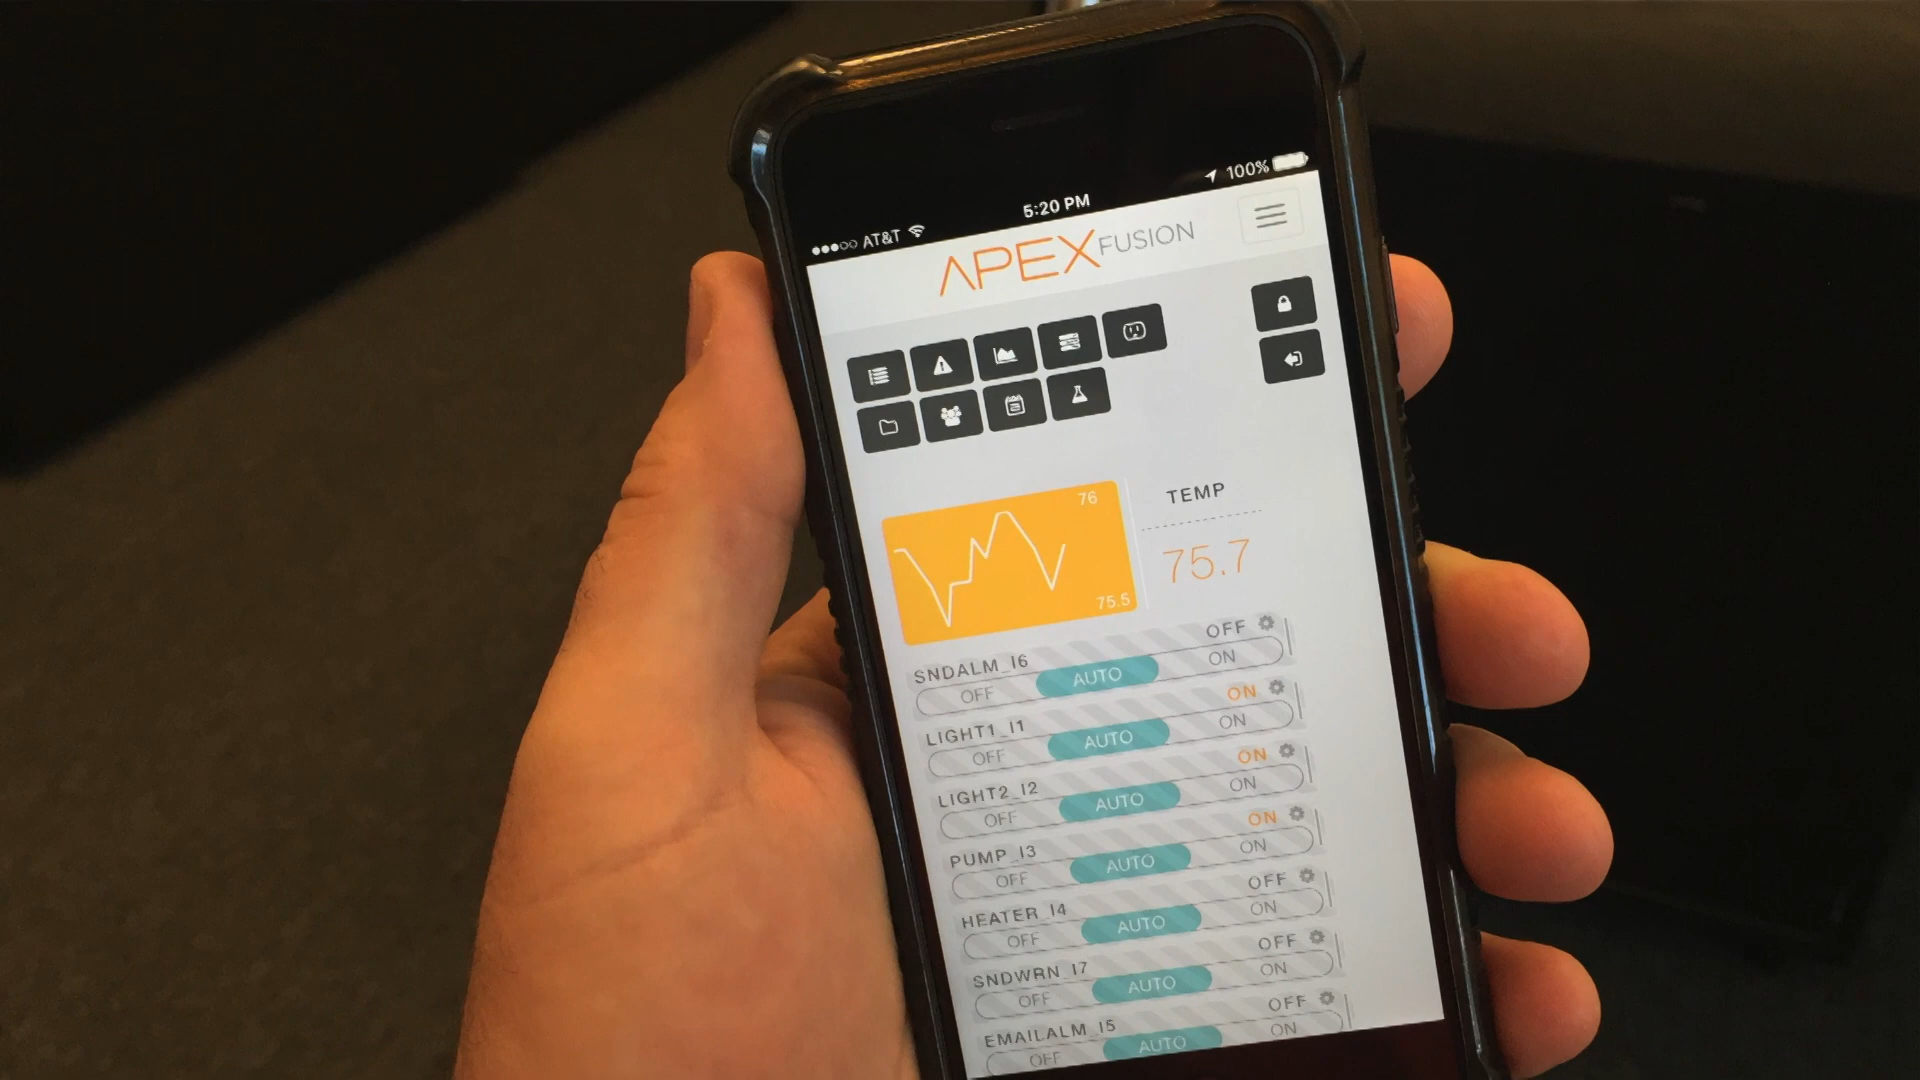 AT&T 5:20 PM 100%
APEX FUSION
76
75.5
TEMP
75.7
SNDALM_I6 OFF
OFF AUTO ON
LIGHT1_I1 ON
OFF AUTO ON
LIGHT2_I2 ON
OFF AUTO ON
PUMP_I3 ON
OFF AUTO ON
HEATER_I4 OFF
OFF AUTO ON
SNDWRN_I7 OFF
OFF AUTO ON
EMAILALM_I5 OFF
OFF AUTO ON